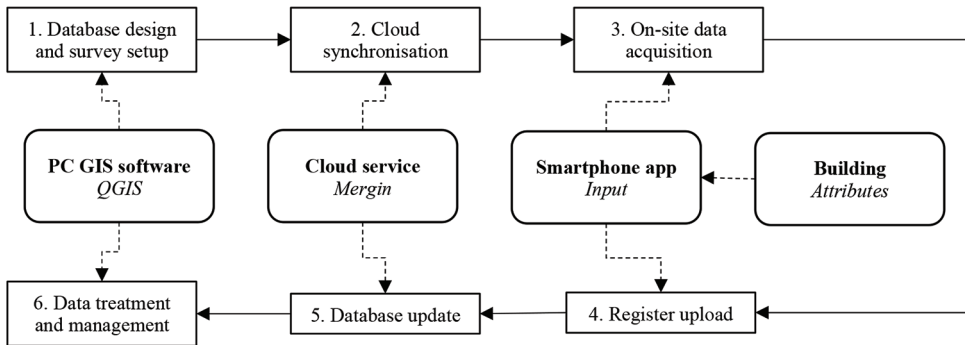 1. Database design
and survey setup
2. Cloud
synchronisation
3. On-site data
acquisition
PC GIS software
QGIS
Cloud service
Mergin
Smartphone app
Input
Building
Attributes
6. Data treatment
and management
5. Database update
4. Register upload